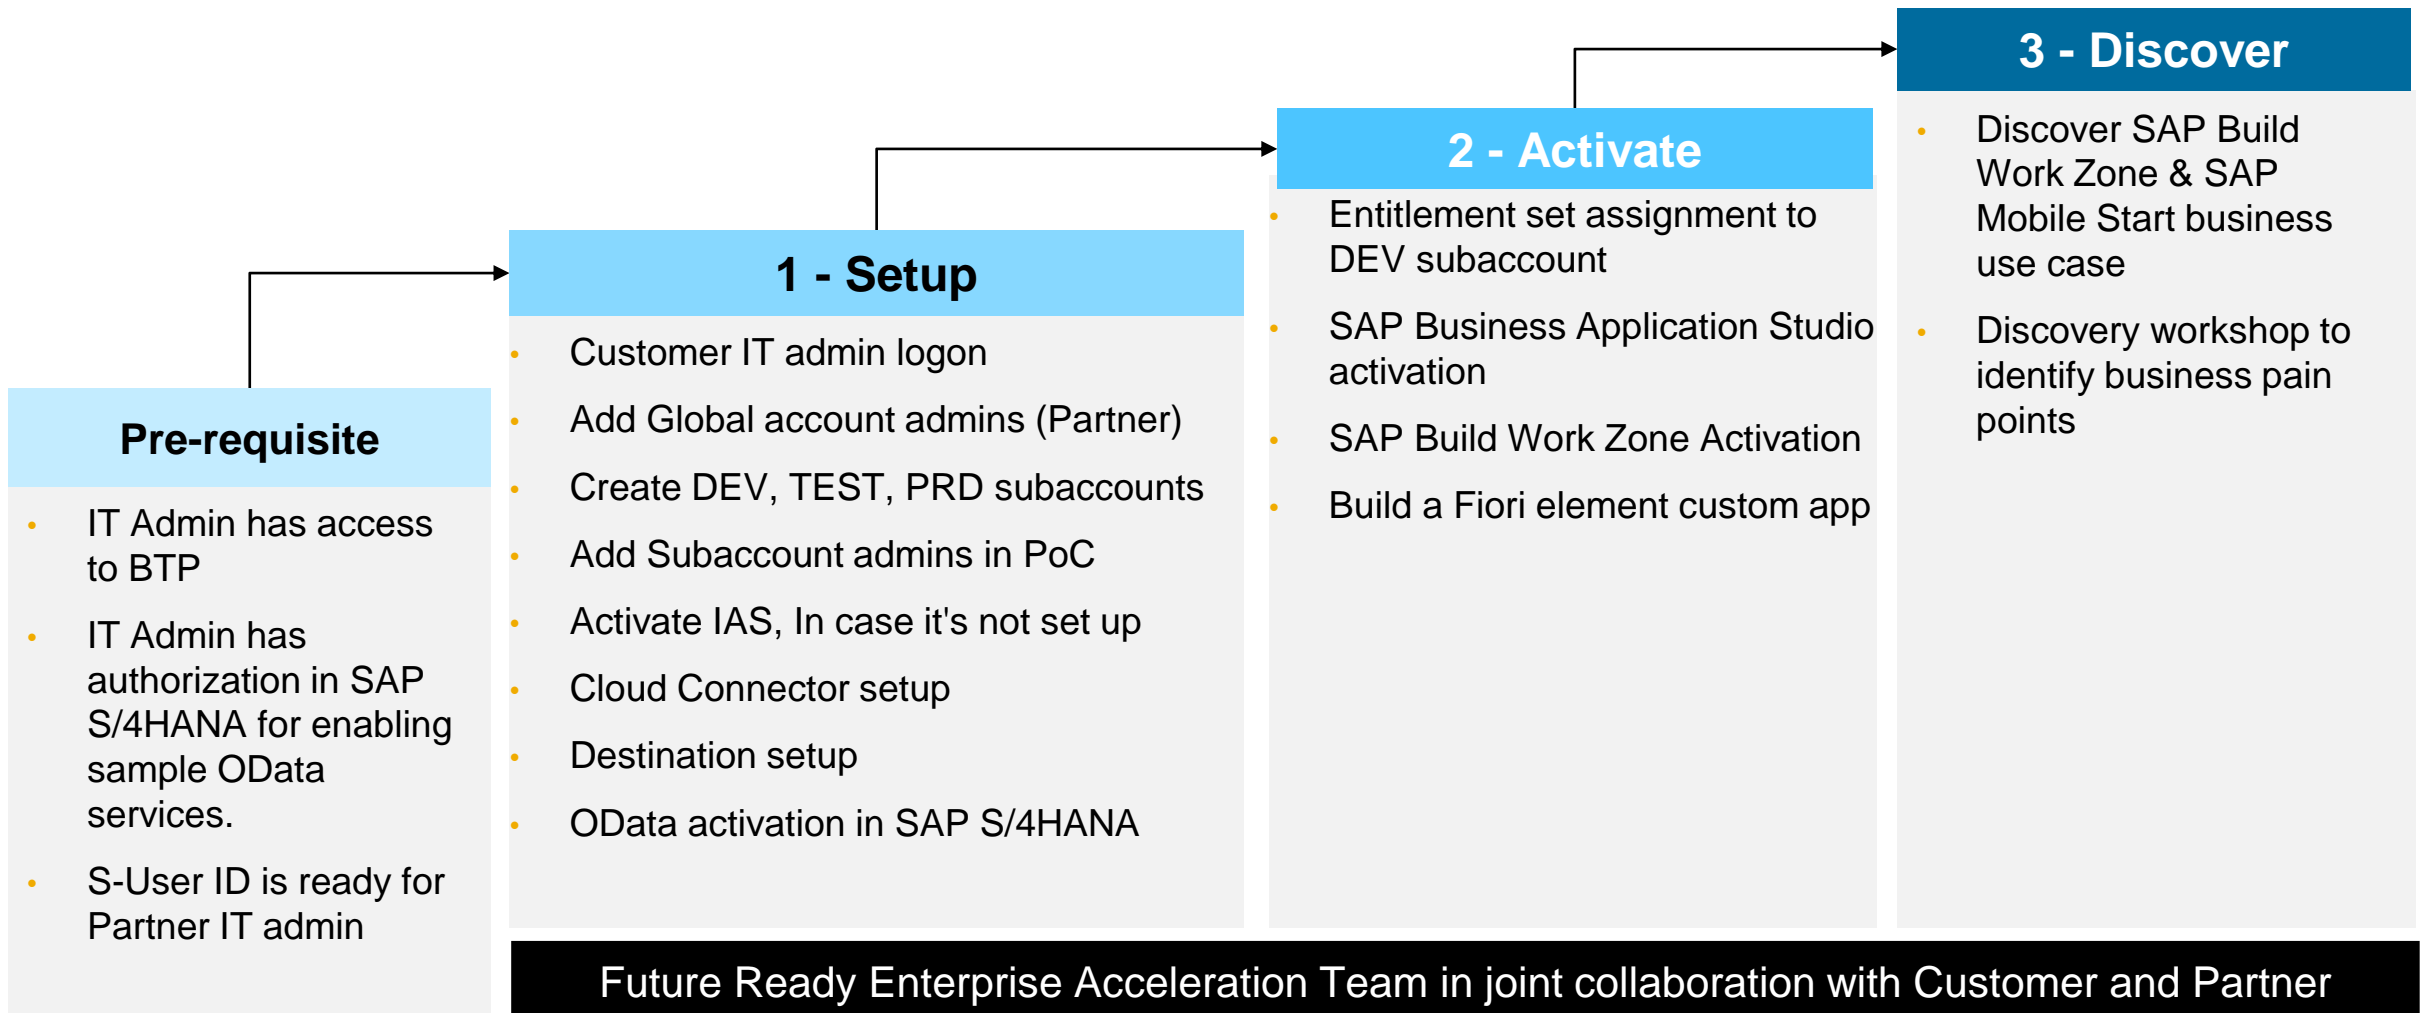 Pre-requisite
IT Admin has access
to BTP
IT Admin has
authorization in SAP
S/4HANA for enabling
sample OData
services.
S-User ID is ready for
Partner IT admin
1 - Setup
Customer IT admin logon
Add Global account admins (Partner)
Create DEV, TEST, PRD subaccounts
Add Subaccount admins in PoC
Activate IAS, In case it's not set up
Cloud Connector setup
Destination setup
OData activation in SAP S/4HANA
2 - Activate
Entitlement set assignment to
DEV subaccount
SAP Business Application Studio
activation
SAP Build Work Zone Activation
Build a Fiori element custom app
3 - Discover
Discover SAP Build
Work Zone & SAP
Mobile Start business
use case
Discovery workshop to
identify business pain
points
Future Ready Enterprise Acceleration Team in joint collaboration with Customer and Partner